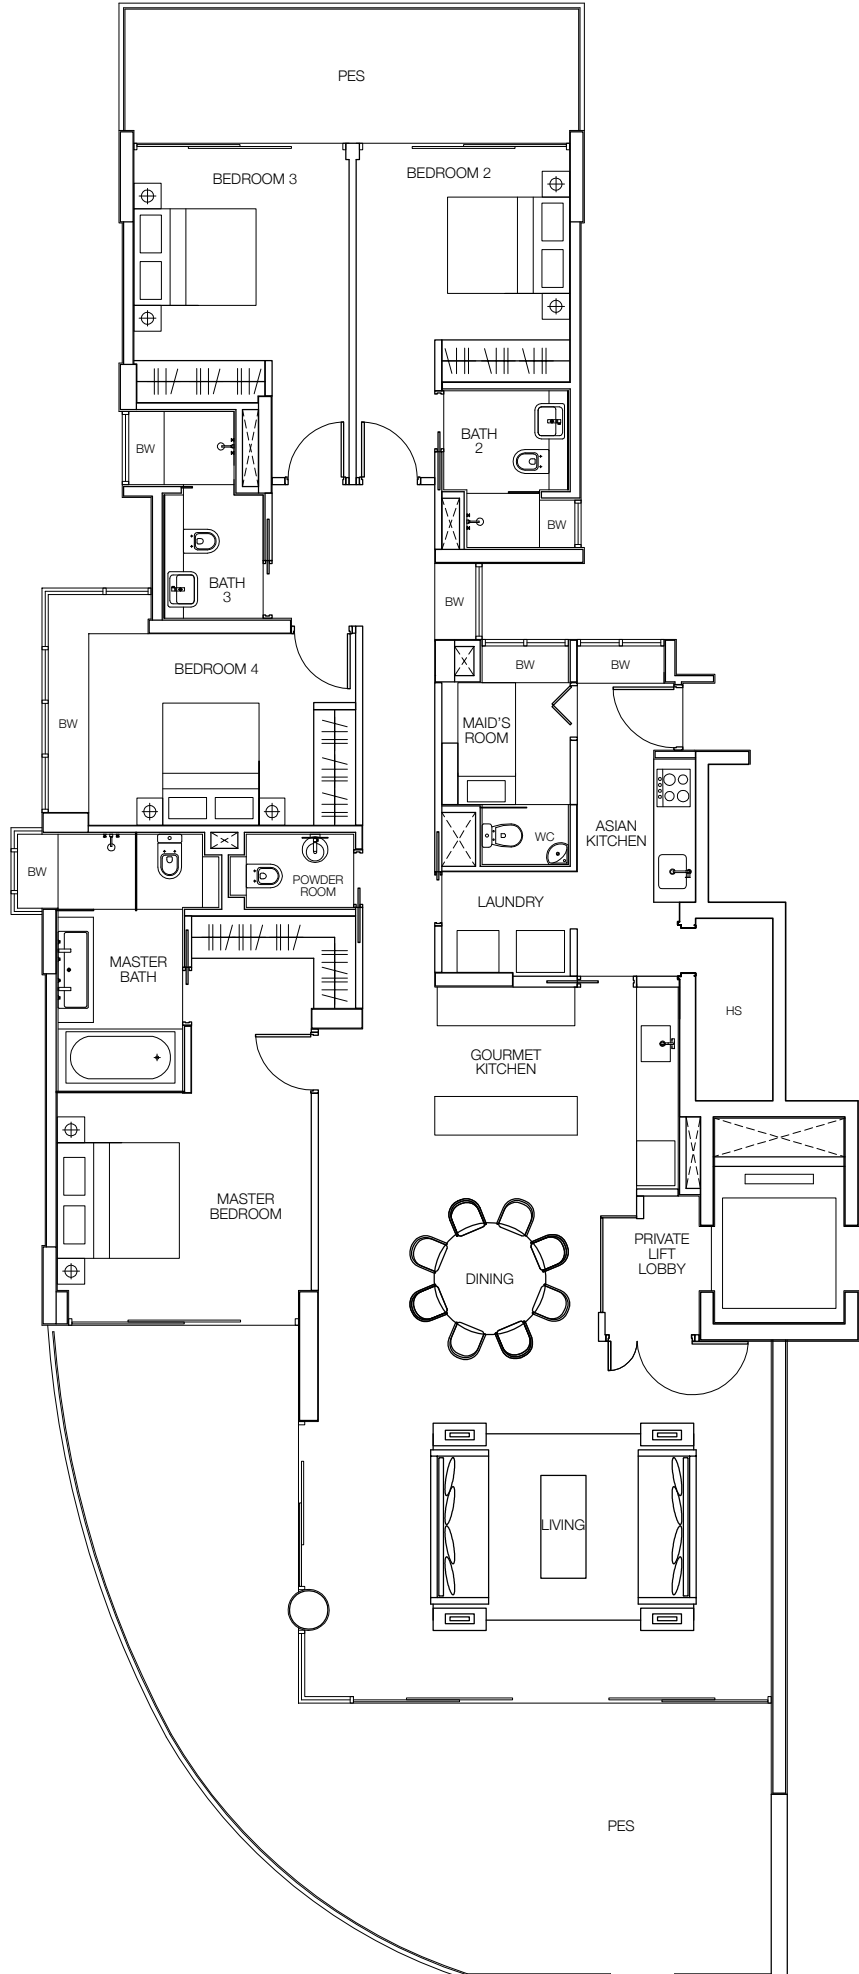 PES
BEDROOM 3
BEDROOM 2
BATH
2
BW
BW
BATH
3
BW
BEDROOM 4
BW
BW
BW
MAID'S
ROOM
ASIAN
KITCHEN
WC
BW
POWDER
ROOM
LAUNDRY
MASTER
BATH
HS
GOURMET
KITCHEN
MASTER
BEDROOM
PRIVATE
LIFT
LOBBY
DINING
LIVING
PES